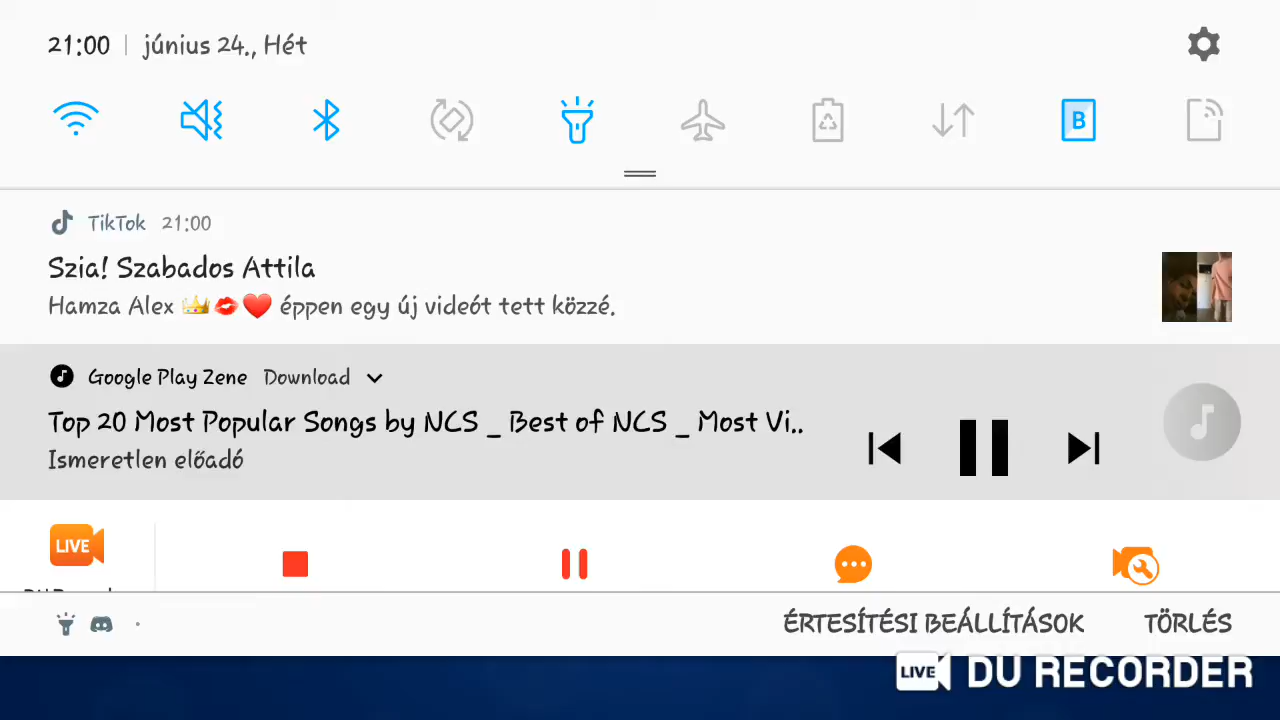 21:00 | június 24., Hét
B
TikTok 21:00
Szia! Szabados Attila
Hamza Alex 👑💋❤️ éppen egy új videót tett közzé.
Google Play Zene Download
Top 20 Most Popular Songs by NCS _ Best of NCS _ Most Vi..
Ismeretlen előadó
LIVE
ÉRTESÍTÉSI BEÁLLÍTÁSOK TÖRLÉS
LIVE DU RECORDER